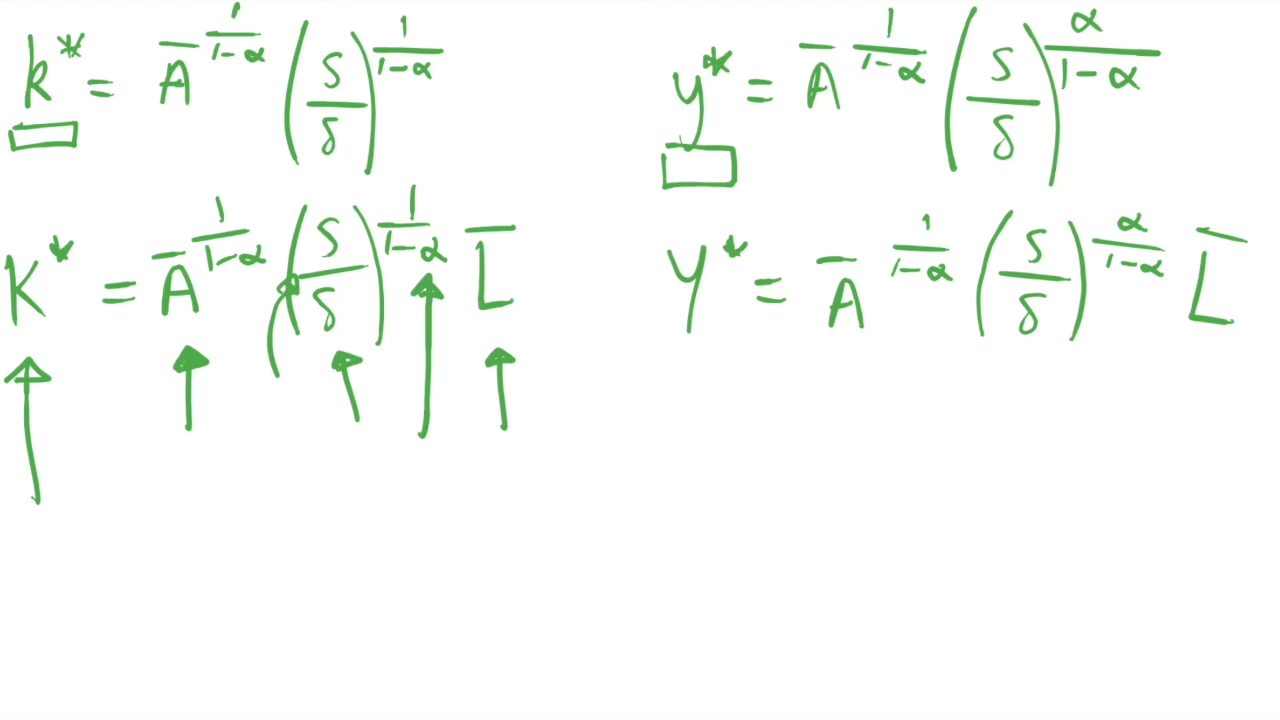 k* = A̅^(1/(1-α)) (s/δ)^(1/(1-α))
y* = A̅^(1/(1-α)) (s/δ)^(α/(1-α))
K* = A̅^(1/(1-α)) (s/δ)^(1/(1-α)) L̅
Y* = A̅^(1/(1-α)) (s/δ)^(α/(1-α)) L̅